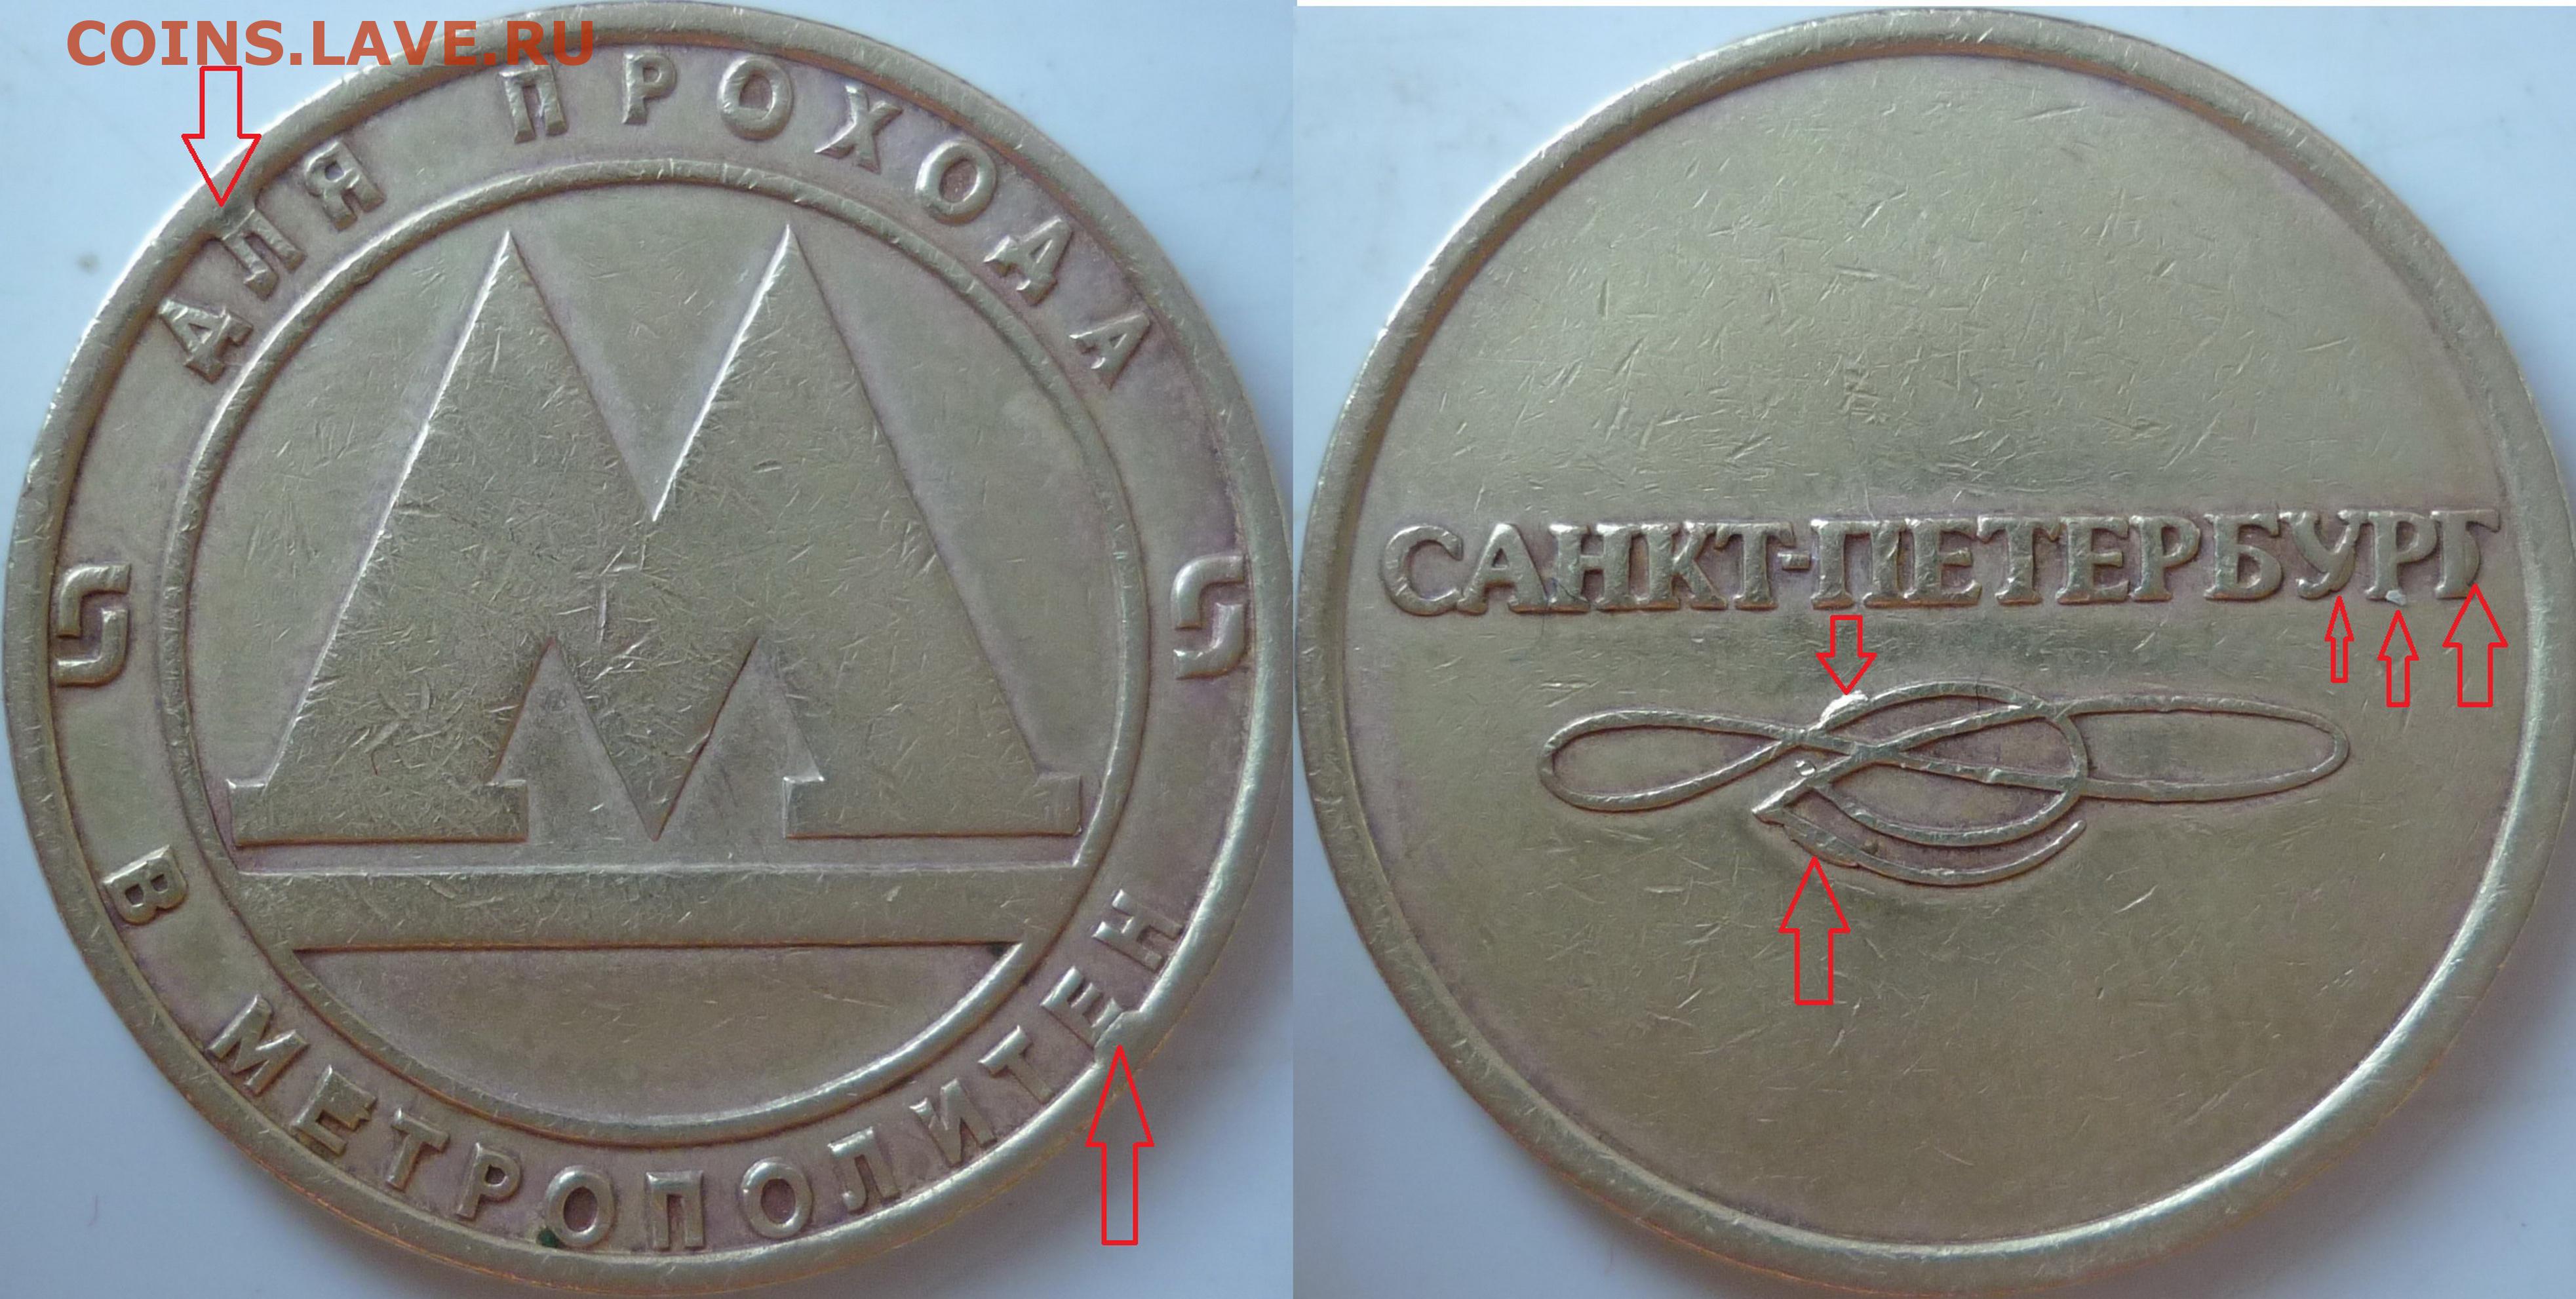 COINS.LAVE.RU
ДЛЯ ПРОХОДА
В МЕТРОПОЛИТЕН
САНКТ-ПЕТЕРБУРГ